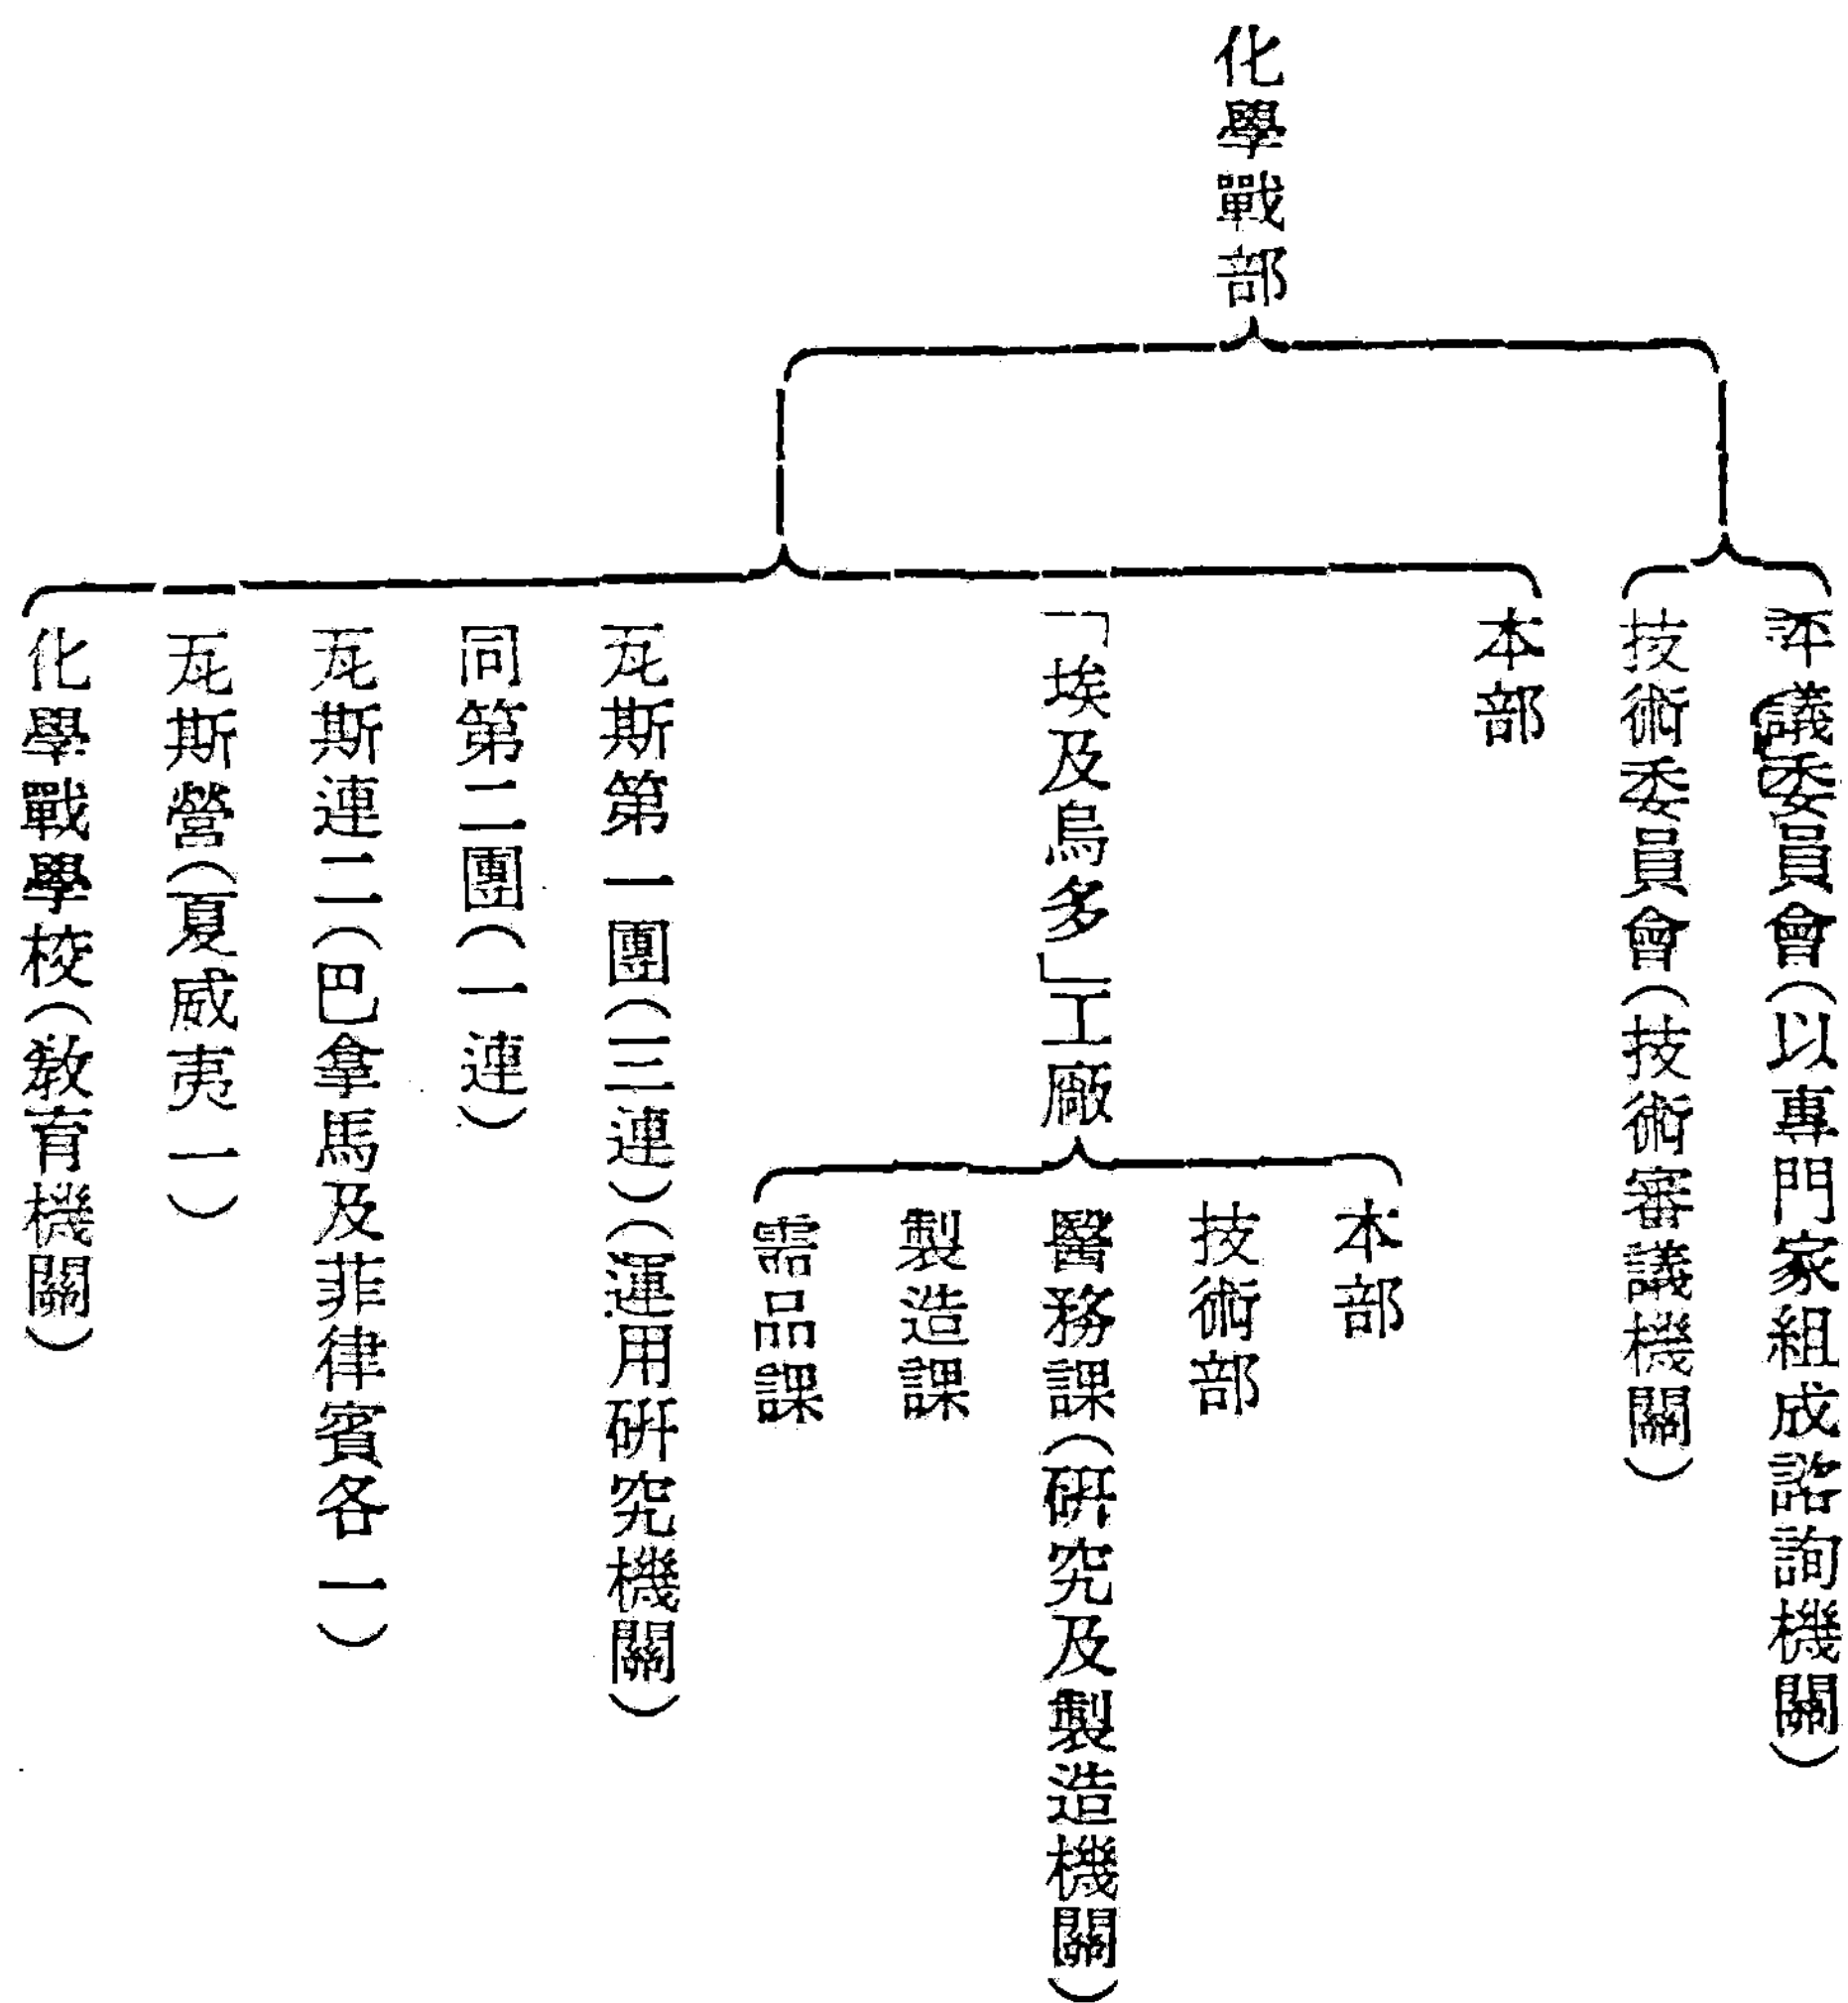 化學戰部
評議委員會(以專門家組成諮詢機關)
技術委員會(技術審議機關)
本部
「埃及烏多」工廠
本部
技術部
醫務課(研究及製造機關)
製造課
需品課
瓦斯第一團(三連)(運用研究機關)
同第二團(一連)
瓦斯連二(巴拿馬及菲律賓各一)
瓦斯營(夏威夷一)
化學戰學校(敎育機關)